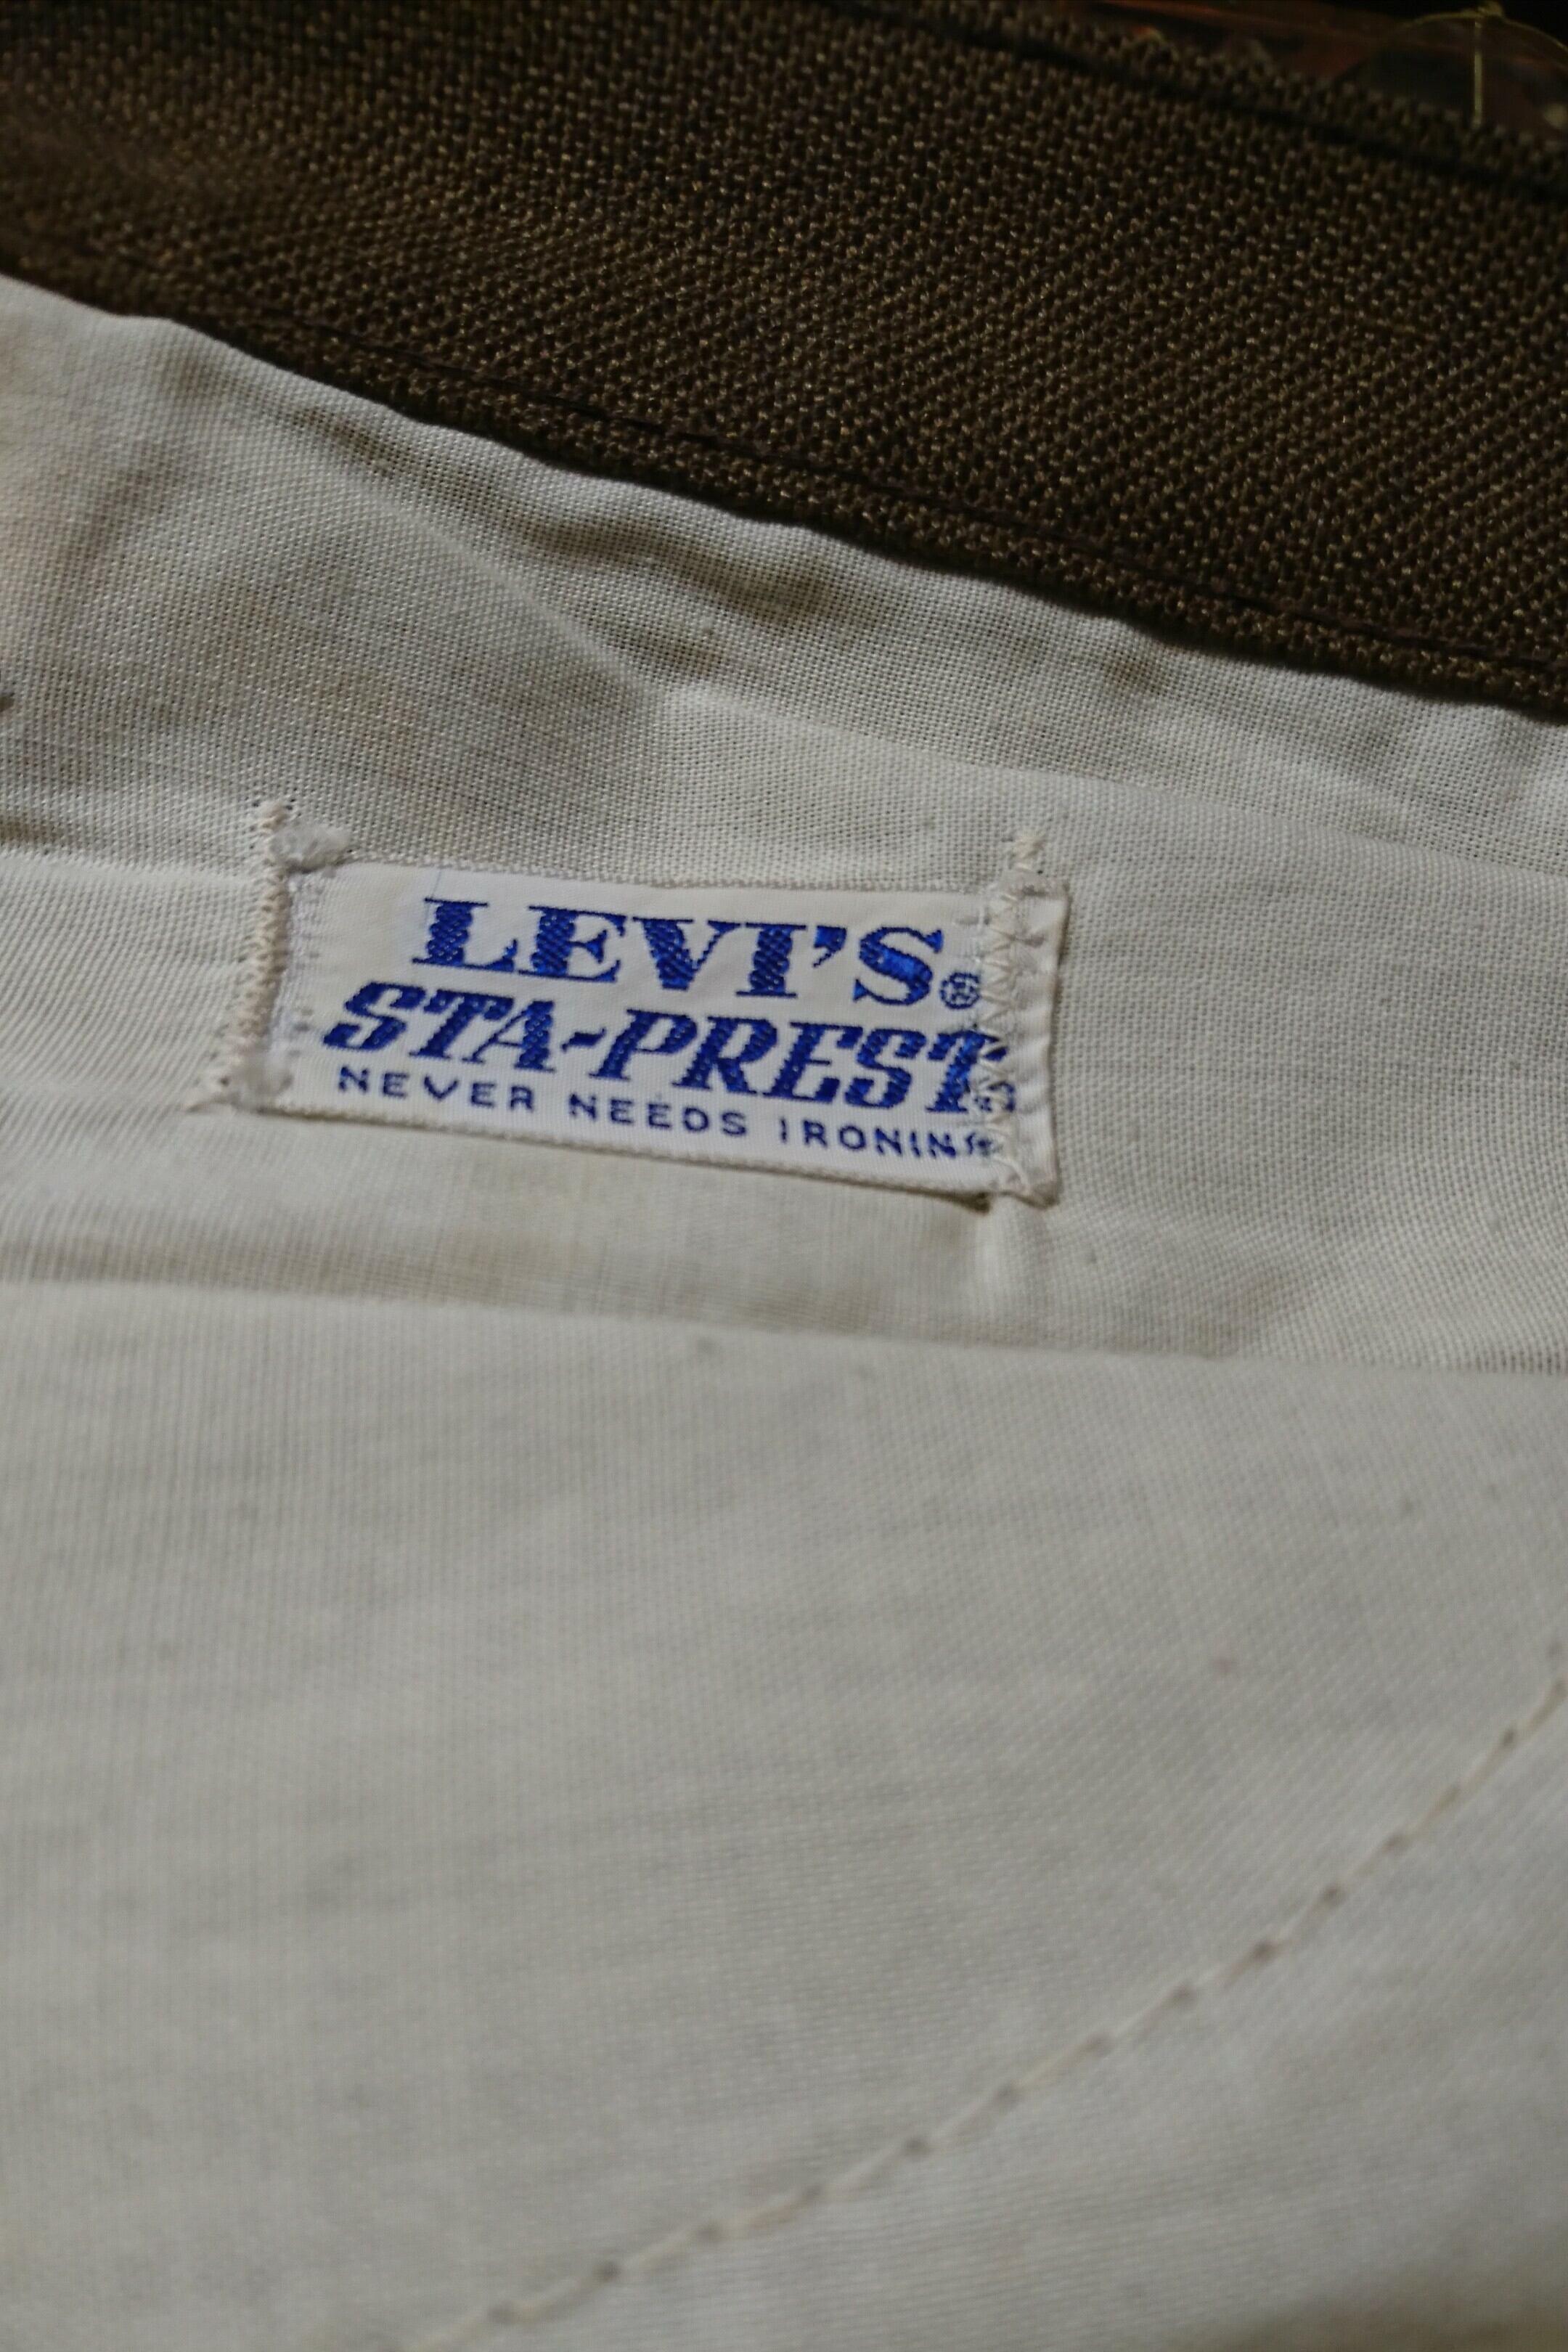 LEVI'S®
STA-PREST
NEVER NEEDS IRONING